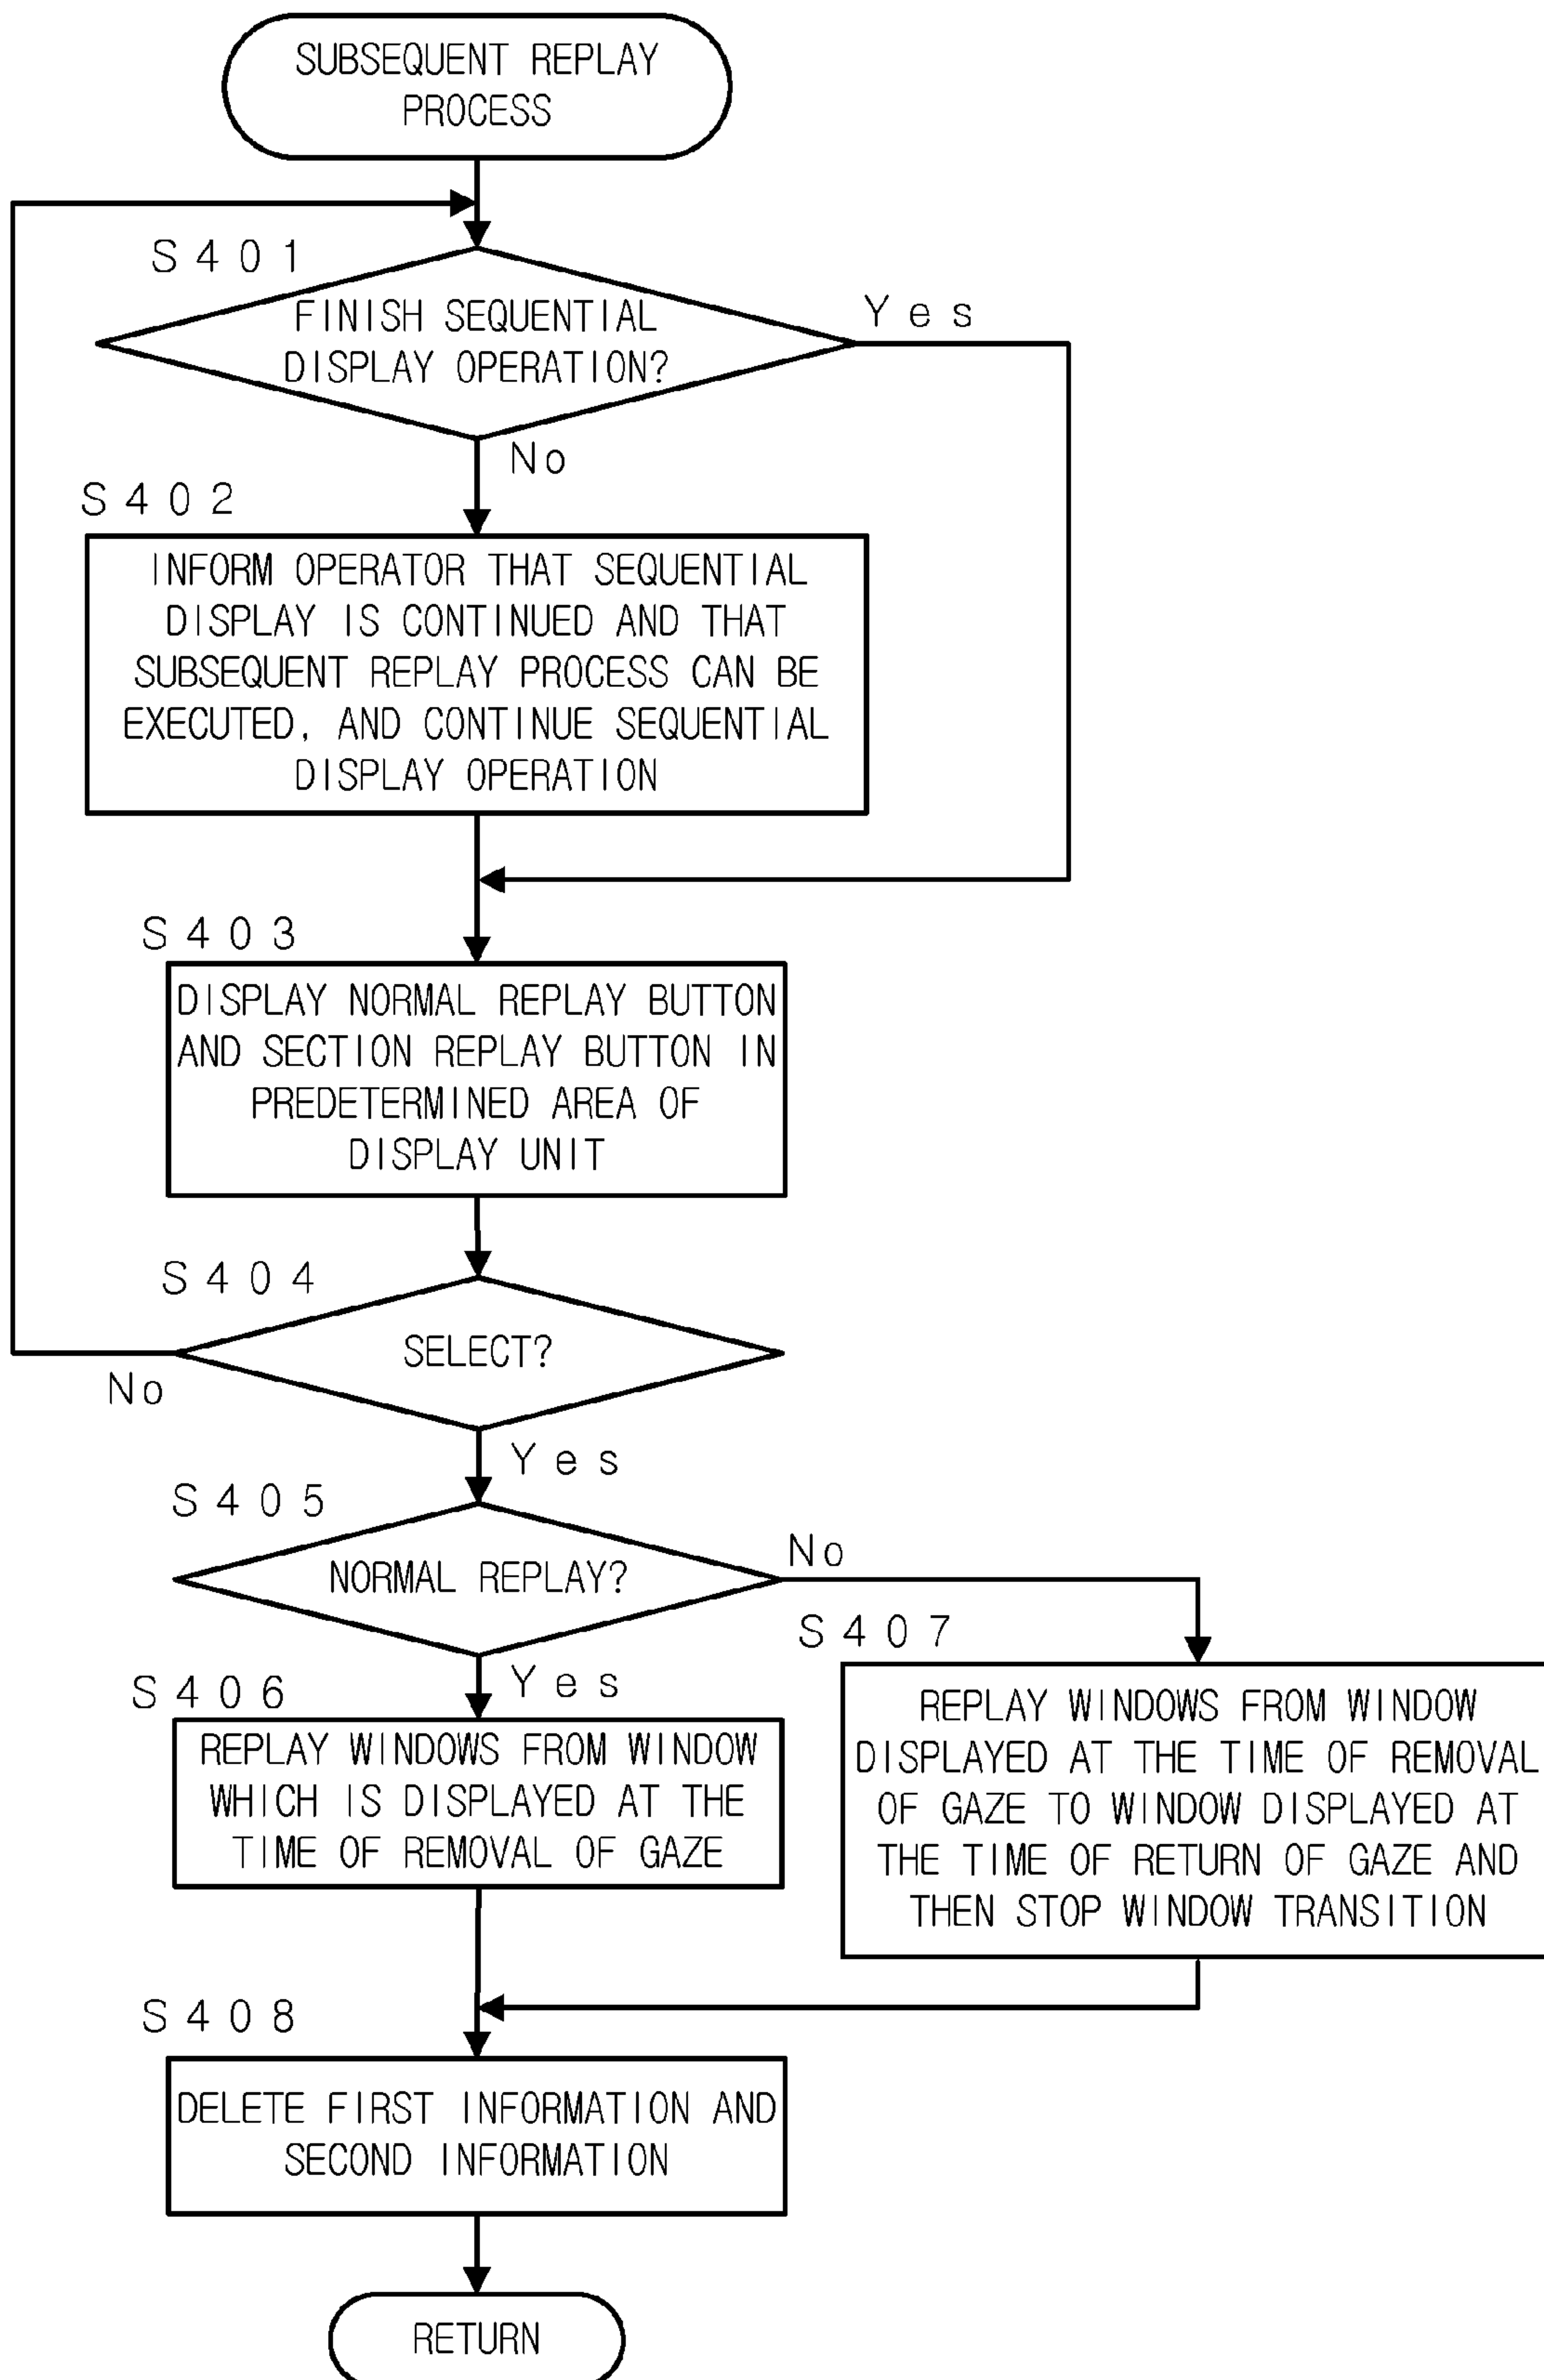 SUBSEQUENT REPLAY
PROCESS
S401
FINISH SEQUENTIAL
DISPLAY OPERATION?
Yes
No
S402
INFORM OPERATOR THAT SEQUENTIAL
DISPLAY IS CONTINUED AND THAT
SUBSEQUENT REPLAY PROCESS CAN BE
EXECUTED, AND CONTINUE SEQUENTIAL
DISPLAY OPERATION
S403
DISPLAY NORMAL REPLAY BUTTON
AND SECTION REPLAY BUTTON IN
PREDETERMINED AREA OF
DISPLAY UNIT
S404
SELECT?
No
Yes
S405
NORMAL REPLAY?
No
Yes
S406
REPLAY WINDOWS FROM WINDOW
WHICH IS DISPLAYED AT THE
TIME OF REMOVAL OF GAZE
S407
REPLAY WINDOWS FROM WINDOW
DISPLAYED AT THE TIME OF REMOVAL
OF GAZE TO WINDOW DISPLAYED AT
THE TIME OF RETURN OF GAZE AND
THEN STOP WINDOW TRANSITION
S408
DELETE FIRST INFORMATION AND
SECOND INFORMATION
RETURN